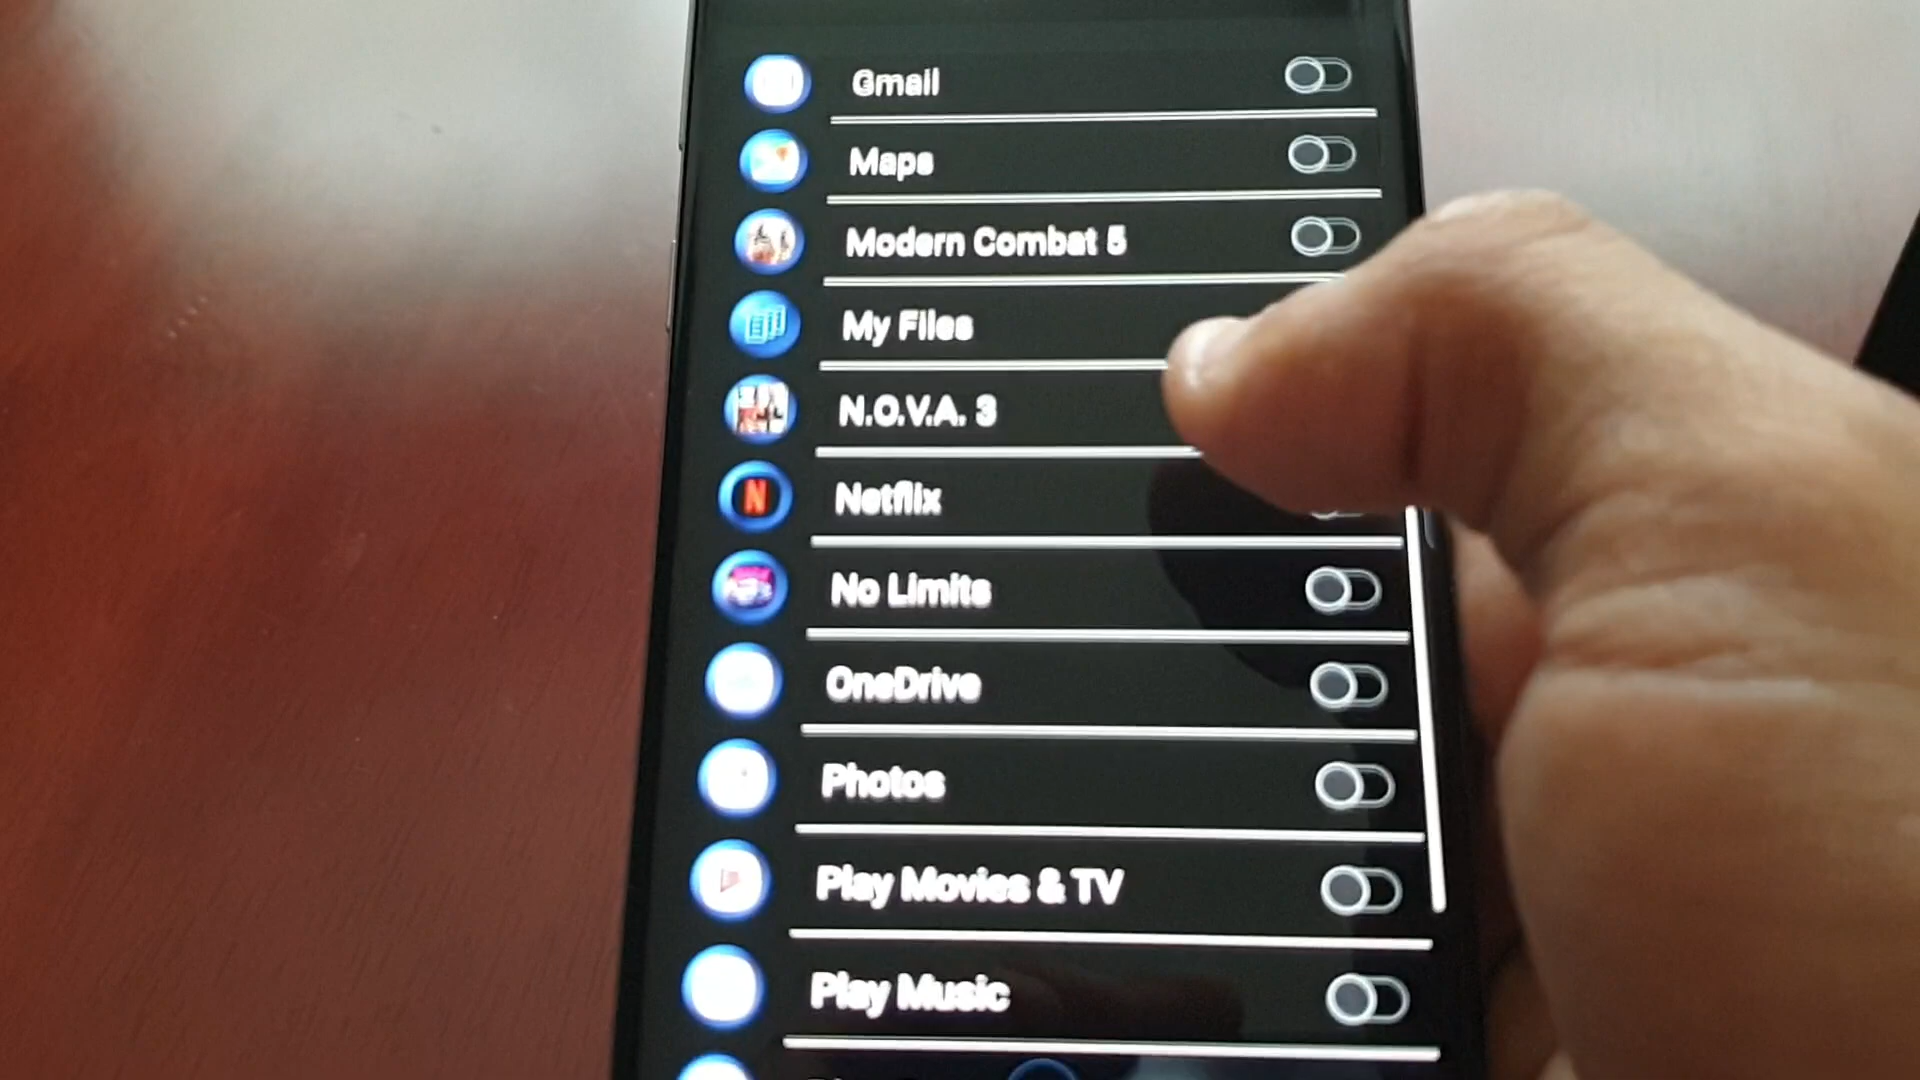 Gmail
Maps
Modern Combat 5
My Files
N.O.V.A. 3
Netflix
N
No Limits
OneDrive
Photos
Play Movies & TV
Play Music